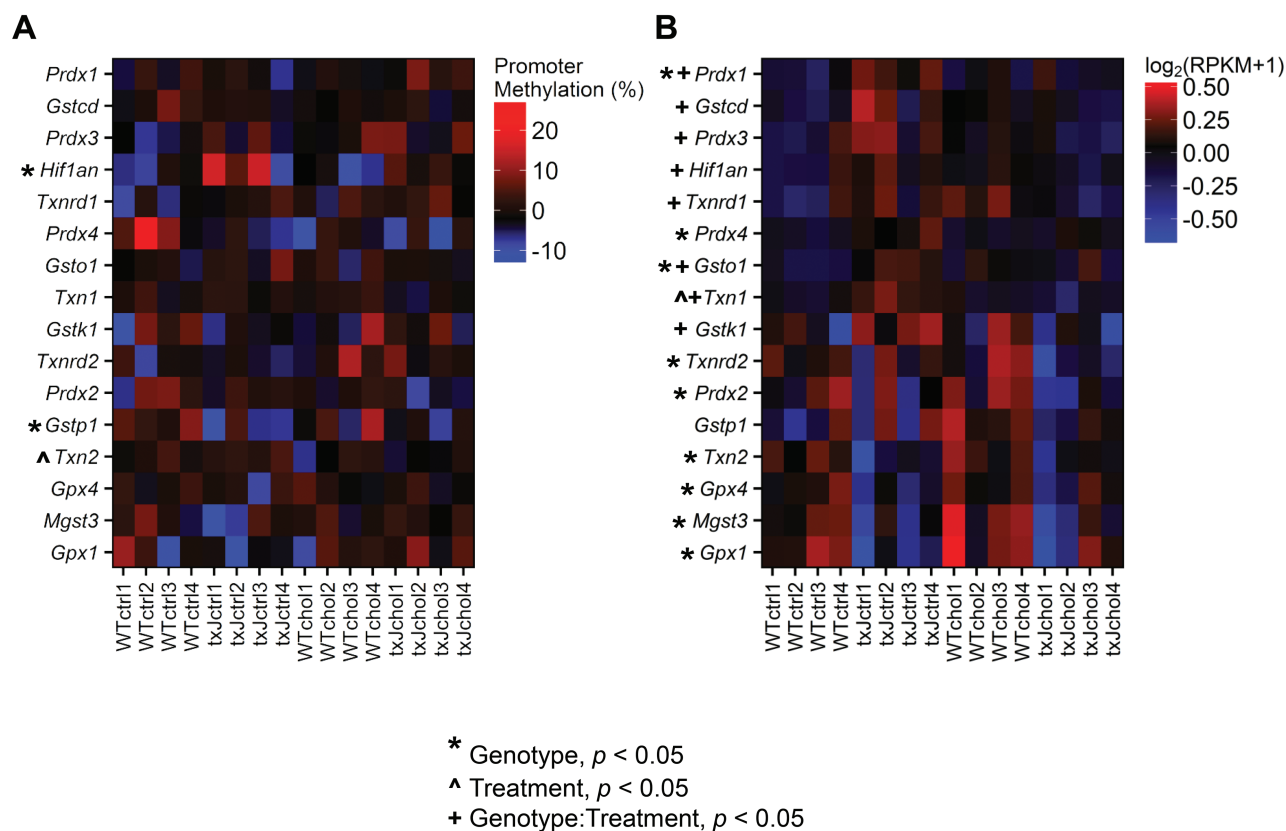 A
Prdx1
Gstcd
Prdx3
* Hif1an
Txnrd1
Prdx4
Gsto1
Txn1
Gstk1
Txnrd2
Prdx2
* Gstp1
^ Txn2
Gpx4
Mgst3
Gpx1
WTctrl1
WTctrl2
WTctrl3
WTctrl4
txJctrl1
txJctrl2
txJctrl3
txJctrl4
WTchol1
WTchol2
WTchol3
WTchol4
txJchol1
txJchol2
txJchol3
txJchol4
Promoter
Methylation (%)
20
10
0
-10
B
*+ Prdx1
+ Gstcd
+ Prdx3
+ Hif1an
+ Txnrd1
* Prdx4
*+ Gsto1
^+ Txn1
+ Gstk1
* Txnrd2
* Prdx2
Gstp1
* Txn2
* Gpx4
* Mgst3
* Gpx1
WTctrl1
WTctrl2
WTctrl3
WTctrl4
txJctrl1
txJctrl2
txJctrl3
txJctrl4
WTchol1
WTchol2
WTchol3
WTchol4
txJchol1
txJchol2
txJchol3
txJchol4
log₂(RPKM+1)
0.50
0.25
0.00
-0.25
-0.50
* Genotype, p < 0.05
^ Treatment, p < 0.05
+ Genotype:Treatment, p < 0.05